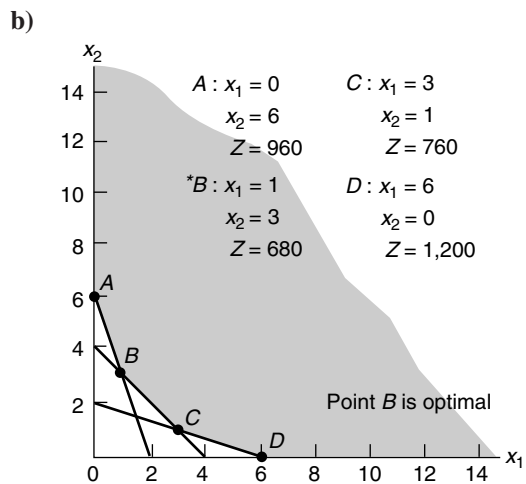 b)
x₂
A : x₁ = 0
x₂ = 6
Z = 960
C : x₁ = 3
x₂ = 1
Z = 760
*B : x₁ = 1
x₂ = 3
Z = 680
D : x₁ = 6
x₂ = 0
Z = 1,200
14
12
10
8
6
4
2
A
B
C
D
Point B is optimal
0 2 4 6 8 10 12 14 x₁